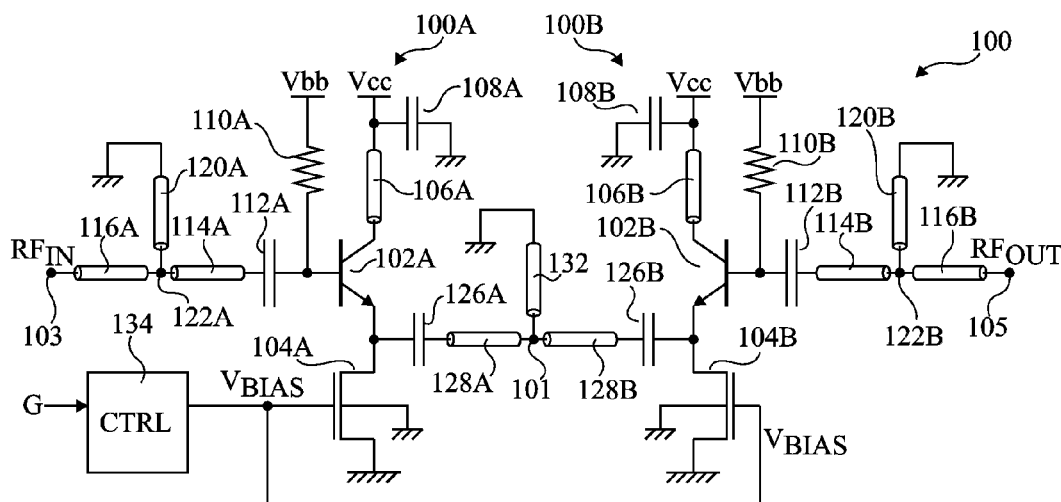 100A
100B
100
Vbb
Vcc
108A
108B
Vcc
Vbb
110A
120B
120A
106A
106B
110B
116A
114A
112A
112B
114B
116B
RFIN
102A
132
102B
RFOUT
126A
126B
103
122A
122B
105
134
104A
104B
128A
101
128B
G
CTRL
VBIAS
VBIAS